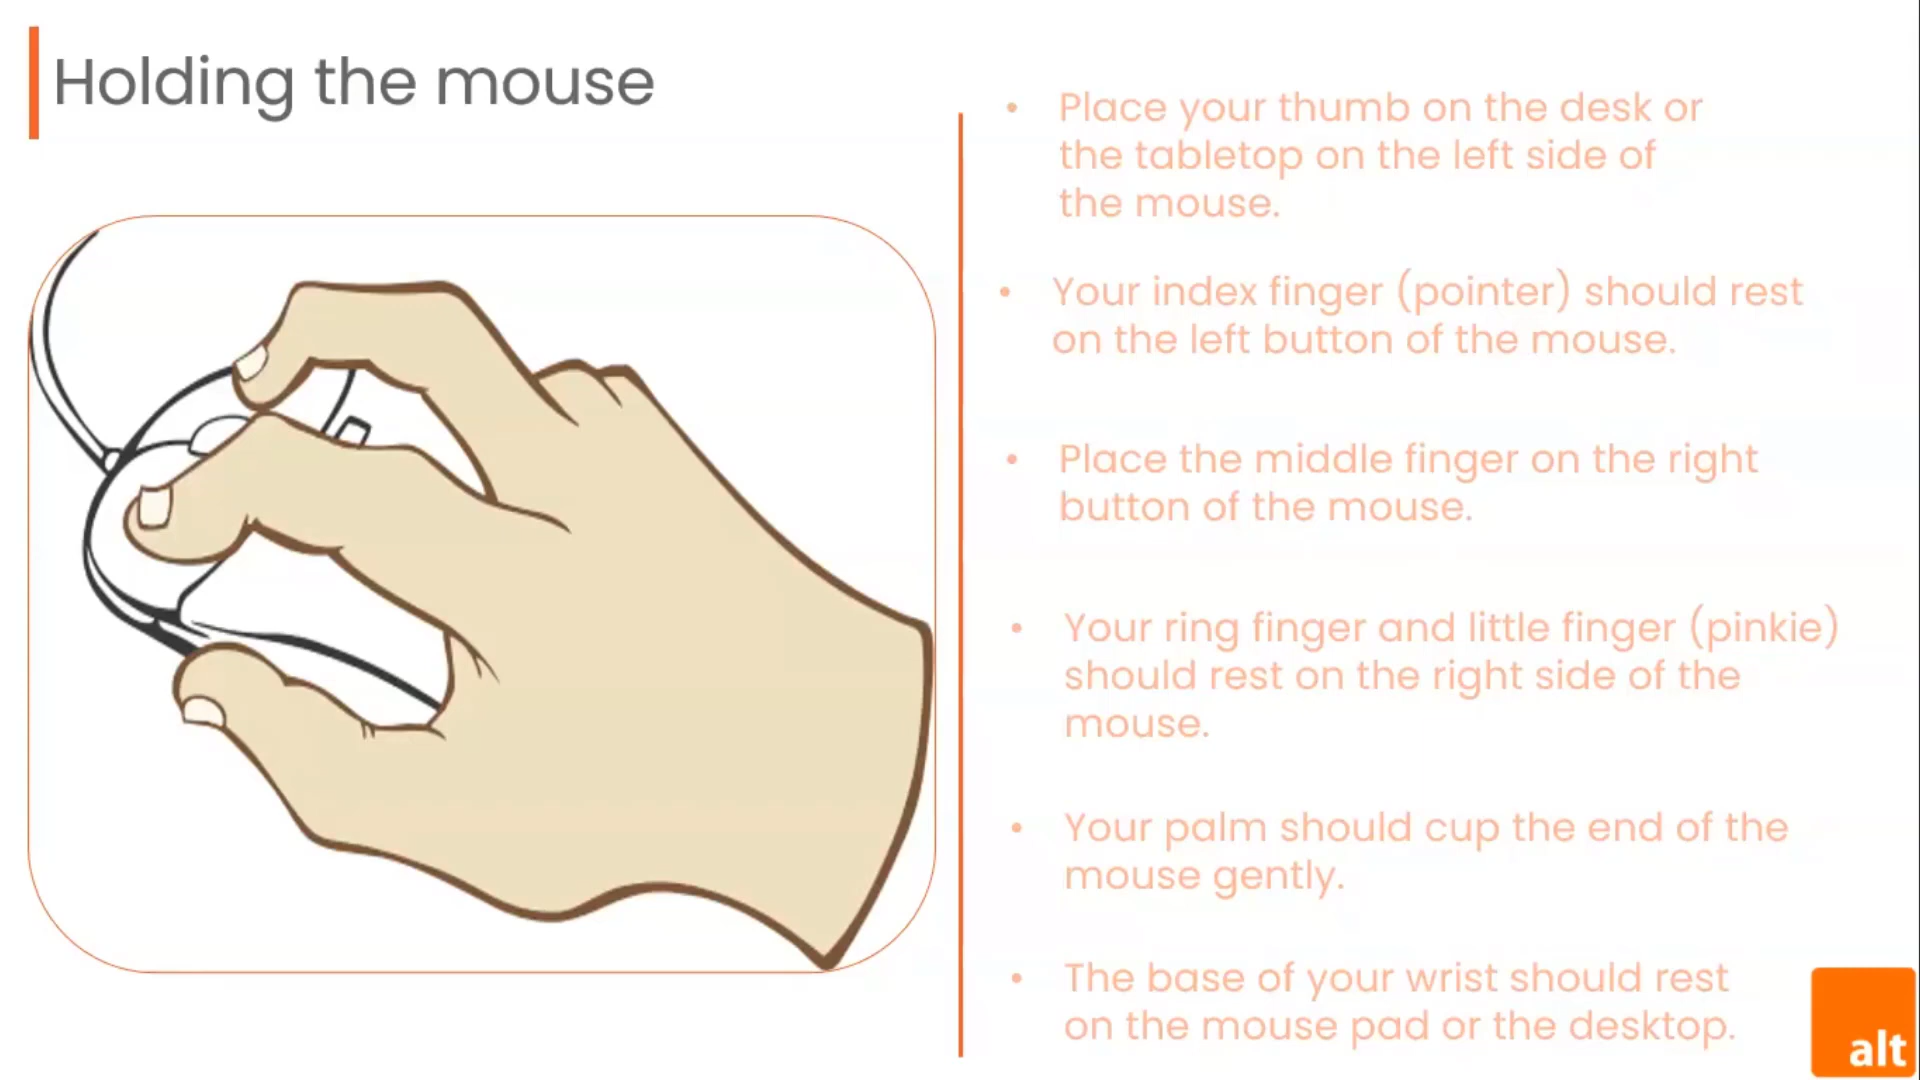 Holding the mouse
• Place your thumb on the desk or
the tabletop on the left side of
the mouse.
• Your index finger (pointer) should rest
on the left button of the mouse.
• Place the middle finger on the right
button of the mouse.
• Your ring finger and little finger (pinkie)
should rest on the right side of the
mouse.
• Your palm should cup the end of the
mouse gently.
• The base of your wrist should rest
on the mouse pad or the desktop.
alt